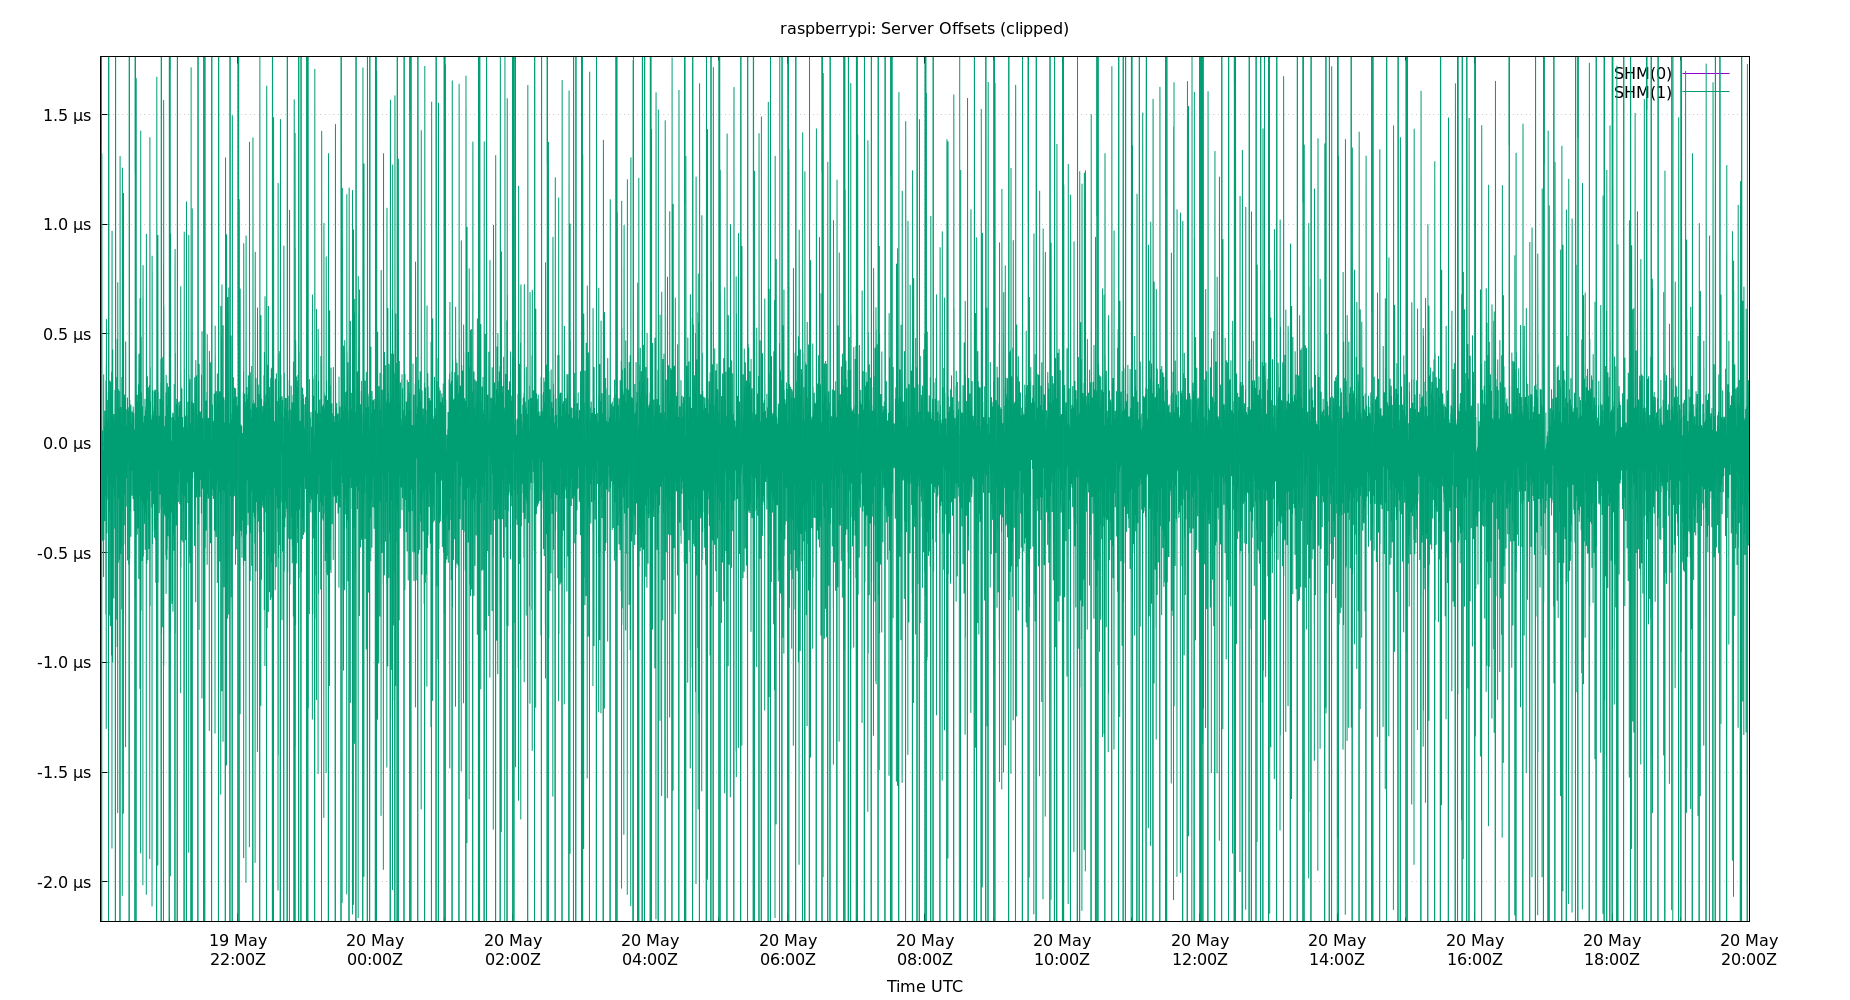 raspberrypi: Server Offsets (clipped)
SHM(0)
SHM(1)
1.5 µs
1.0 µs
0.5 µs
0.0 µs
-0.5 µs
-1.0 µs
-1.5 µs
-2.0 µs
19 May 20 May 20 May 20 May 20 May 20 May 20 May 20 May 20 May 20 May 20 May 20 May
22:00Z 00:00Z 02:00Z 04:00Z 06:00Z 08:00Z 10:00Z 12:00Z 14:00Z 16:00Z 18:00Z 20:00Z
Time UTC